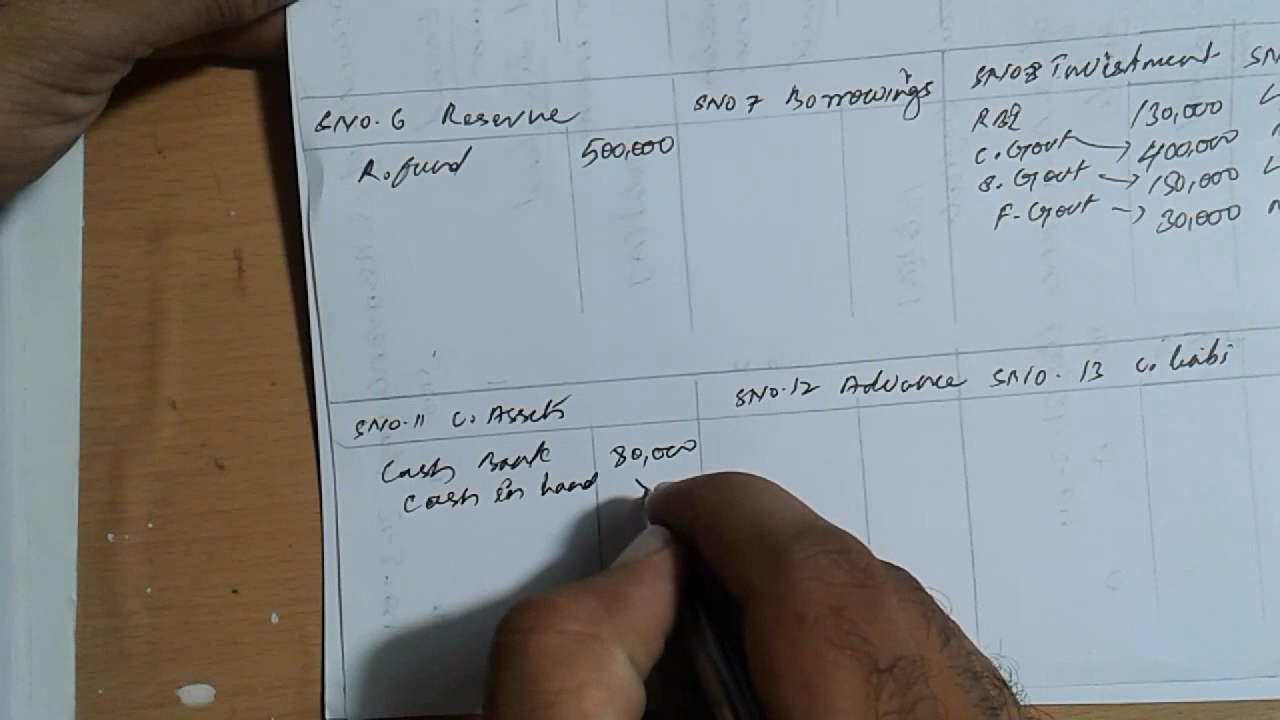 SNO.6 Reserve
R.fund 500,000
SNO 7 Borrowings
SNO 8 Invistment
130,000
C.Govt → 400,000
S.Govt → 150,000
F-Govt → 30,000
SN
SNO.11 C.Assets
Cash Bank 80,000
Cash in hand
SNO.12 Advance
SNO.13 C.liabi